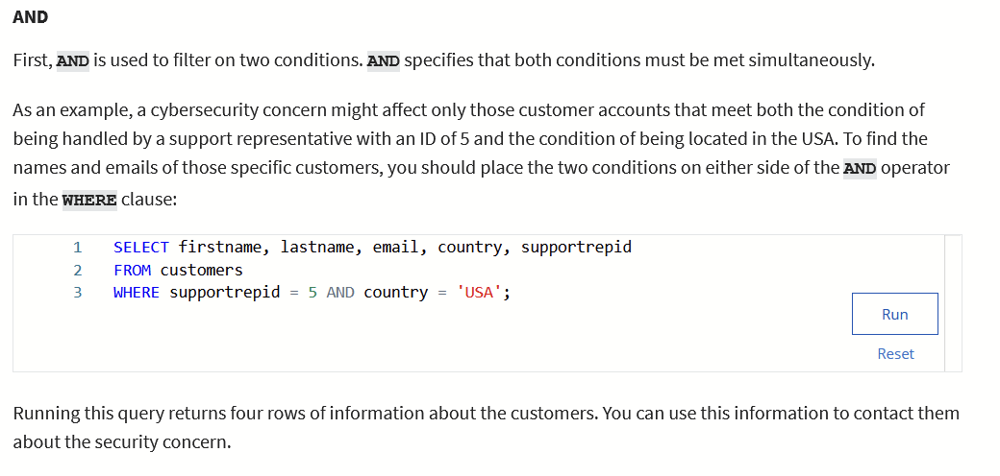 AND
First, AND is used to filter on two conditions. AND specifies that both conditions must be met simultaneously.
As an example, a cybersecurity concern might affect only those customer accounts that meet both the condition of
being handled by a support representative with an ID of 5 and the condition of being located in the USA. To find the
names and emails of those specific customers, you should place the two conditions on either side of the AND operator
in the WHERE clause:
1 SELECT firstname, lastname, email, country, supportrepid
2 FROM customers
3 WHERE supportrepid = 5 AND country = 'USA';
Run
Reset
Running this query returns four rows of information about the customers. You can use this information to contact them
about the security concern.